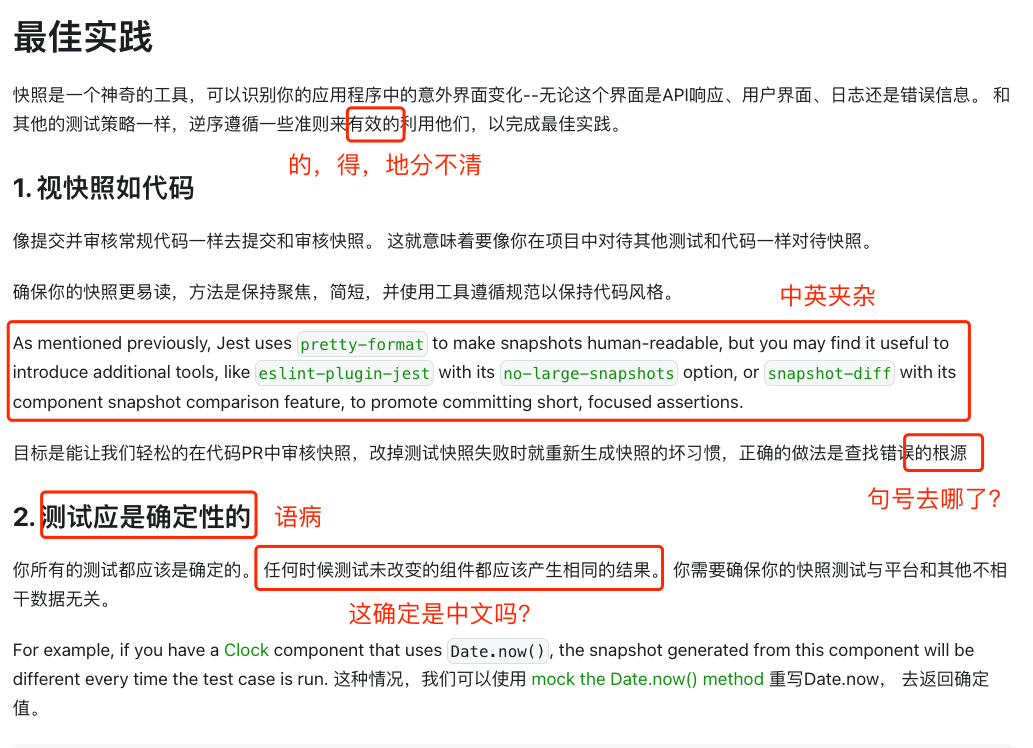 最佳实践
快照是一个神奇的工具，可以识别你的应用程序中的意外界面变化--无论这个界面是API响应、用户界面、日志还是错误信息。 和
其他的测试策略一样，逆序遵循一些准则来有效的利用他们，以完成最佳实践。
的，得，地分不清
1. 视快照如代码
像提交并审核常规代码一样去提交和审核快照。 这就意味着要像你在项目中对待其他测试和代码一样对待快照。
确保你的快照更易读，方法是保持聚焦，简短，并使用工具遵循规范以保持代码风格。
中英夹杂
As mentioned previously, Jest uses pretty-format to make snapshots human-readable, but you may find it useful to
introduce additional tools, like eslint-plugin-jest with its no-large-snapshots option, or snapshot-diff with its
component snapshot comparison feature, to promote committing short, focused assertions.
目标是能让我们轻松的在代码PR中审核快照，改掉测试快照失败时就重新生成快照的坏习惯，正确的做法是查找错误的根源
句号去哪了？
2. 测试应是确定性的
语病
你所有的测试都应该是确定的。 任何时候测试未改变的组件都应该产生相同的结果。 你需要确保你的快照测试与平台和其他不相
干数据无关。
这确定是中文吗？
For example, if you have a Clock component that uses Date.now(), the snapshot generated from this component will be
different every time the test case is run. 这种情况，我们可以使用 mock the Date.now() method 重写Date.now， 去返回确定
值。